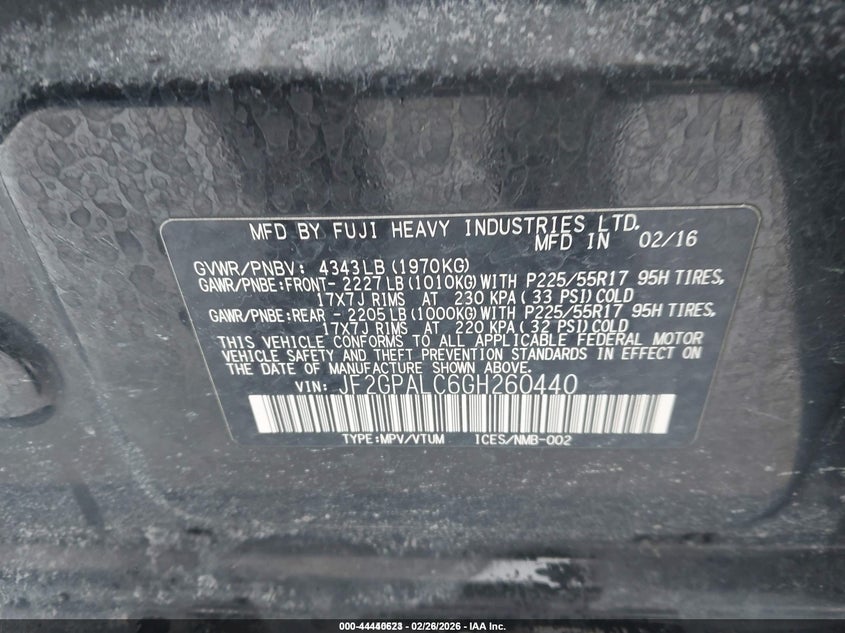 MFD BY FUJI HEAVY INDUSTRIES LTD.
MFD IN 02/16
GVWR/PNBV: 4343LB (1970KG)
GAWR/PNBE:FRONT- 2227LB (1010KG)WITH P225/55R17 95H TIRES,
17X7J RIMS AT 230 KPA (33 PSI)COLD
GAWR/PNBE:REAR - 2205LB (1000KG)WITH P225/55R17 95H TIRES,
17X7J RIMS AT 220 KPA (32 PSI)COLD
THIS VEHICLE CONFORMS TO ALL APPLICABLE FEDERAL MOTOR
VEHICLE SAFETY AND THEFT PREVENTION STANDARDS IN EFFECT ON
THE DATE OF MANUFACTURE SHOWN ABOVE.
VIN: JF2GPALC6GH260440
TYPE:MPV/VTUM ICES/NMB-002
02/26/2026 - IAA Inc.